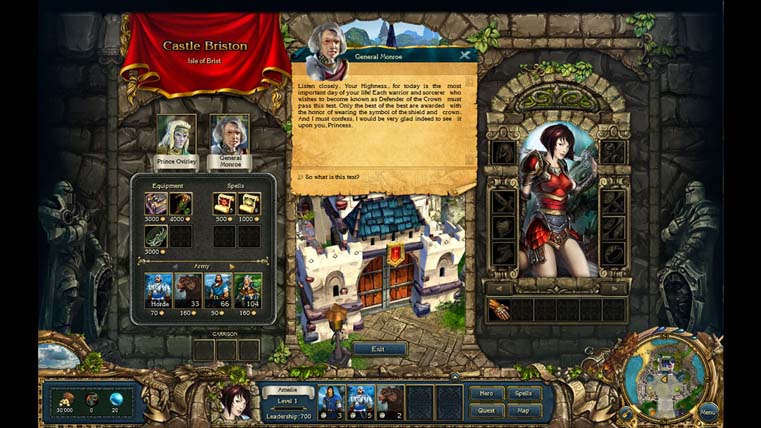 Castle Briston
Isle of Brist
General Monroe
Listen closely, Your Highness, for today is the most
important day of your life! Each warrior and sorcerer who
wishes to become known as Defender of the Crown must
pass this test. Only the best of the best are awarded with
the honor of wearing the symbol of the shield and crown.
And I must confess, I would be very glad indeed to see it
upon you, Princess.
So what is this test?
Prince Ovirley
General
Monroe
Equipment
Spells
3000
4000
500
1000
3000
Army
Horde
33
66
104
70
160
50
160
GARRISON
Exit
30 000
0
20
Amelie
Level 1
Leadership: 700
3
5
2
Hero
Spells
Quest
Map
Menu